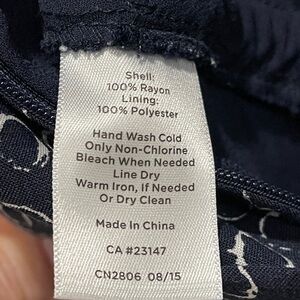 Shell:
100% Rayon
Lining:
100% Polyester
Hand Wash Cold
Only Non-Chlorine
Bleach When Needed
Line Dry
Warm Iron, If Needed
Or Dry Clean
Made In China
CA #23147
CN2806 08/15